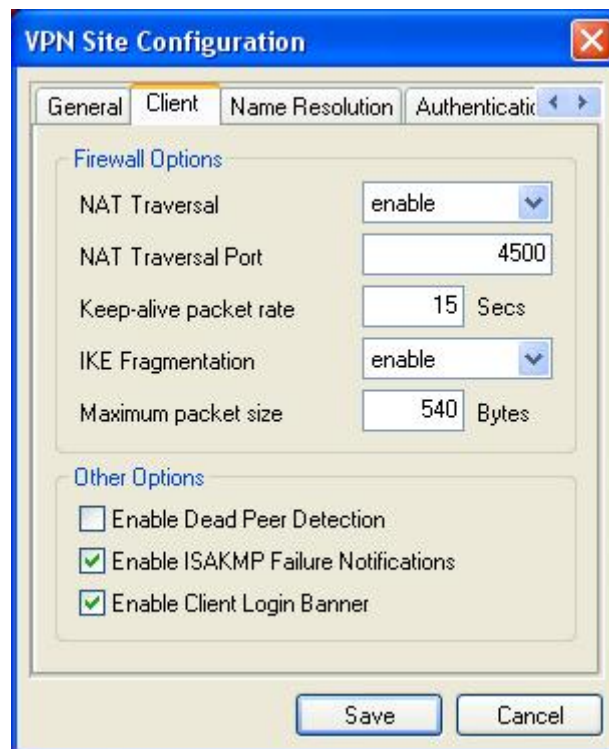 VPN Site Configuration
General Client Name Resolution
Firewall Options
NAT Traversal enable
NAT Traversal Port 4500
Keep-alive packet rate 15 Secs
IKE Fragmentation enable
Maximum packet size 540 Bytes
Other Options
Enable Dead Peer Detection
Enable ISAKMP Failure Notifications
Enable Client Login Banner
Save Cancel